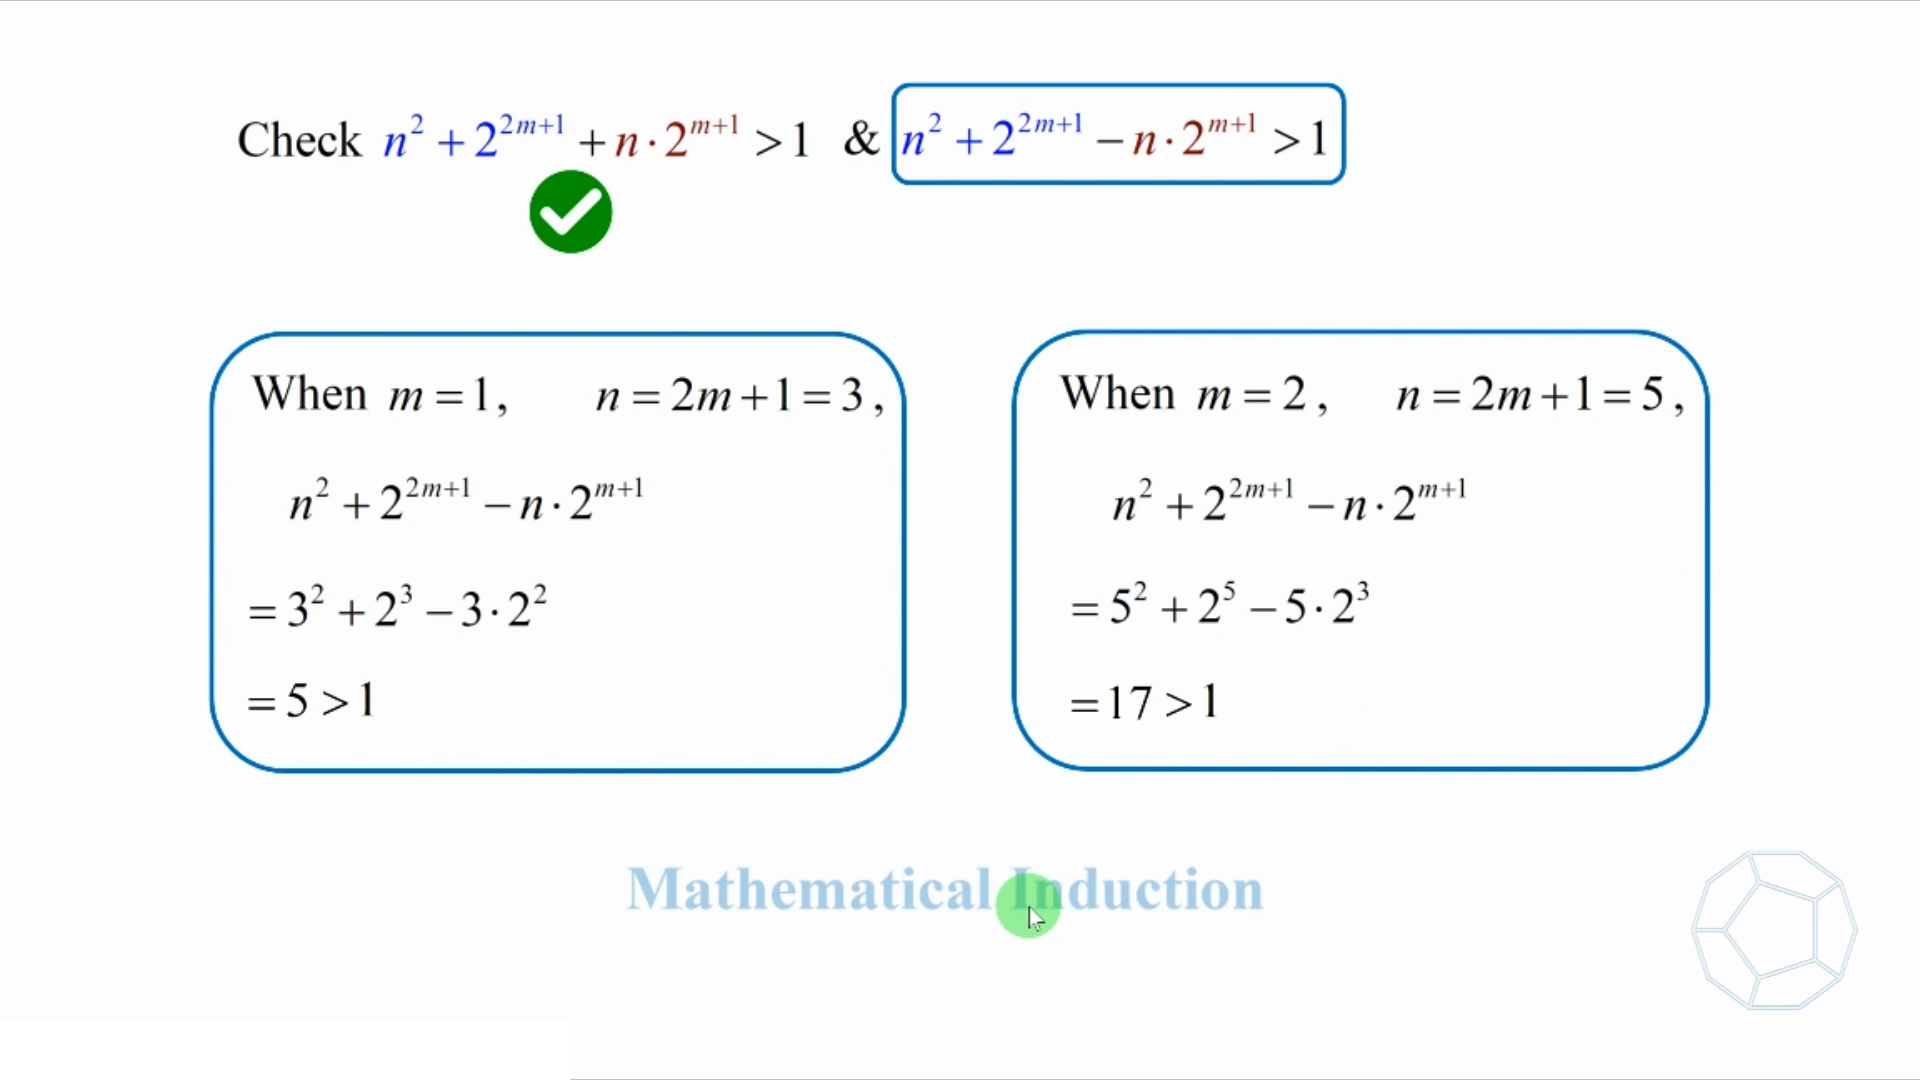 Check n² + 2^{2m+1} + n · 2^{m+1} > 1 & n² + 2^{2m+1} − n · 2^{m+1} > 1
When m = 1, n = 2m + 1 = 3,
n² + 2^{2m+1} − n · 2^{m+1}
= 3² + 2³ − 3 · 2²
= 5 > 1
When m = 2, n = 2m + 1 = 5,
n² + 2^{2m+1} − n · 2^{m+1}
= 5² + 2⁵ − 5 · 2³
= 17 > 1
Mathematical Induction